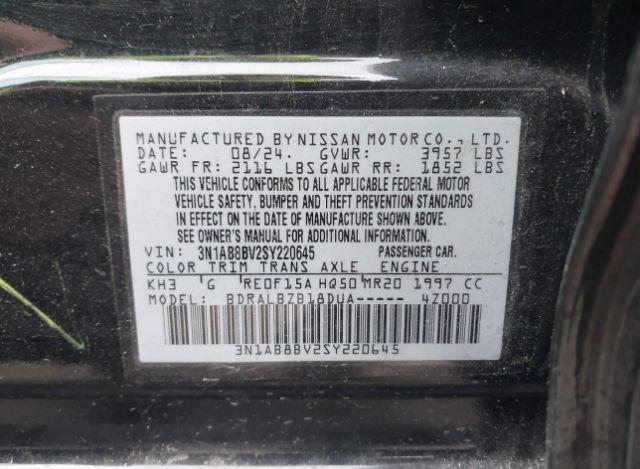 MANUFACTURED BY NISSAN MOTOR CO., LTD.
DATE: 08/24. GVWR: 3957 LBS
GAWR FR: 2116 LBS GAWR RR: 1852 LBS
THIS VEHICLE CONFORMS TO ALL APPLICABLE FEDERAL MOTOR
VEHICLE SAFETY, BUMPER AND THEFT PREVENTION STANDARDS
IN EFFECT ON THE DATE OF MANUFACTURE SHOWN ABOVE.
SEE OWNER'S MANUAL FOR ADDITIONAL INFORMATION.
VIN: 3N1AB8BV2SY220645 PASSENGER CAR.
COLOR TRIM TRANS AXLE ENGINE
KH3 G RE0F15A HQ50 MR20 1997 CC
MODEL: BDRALBZB18DUA----- 4Z000
3N1AB8BV2SY220645